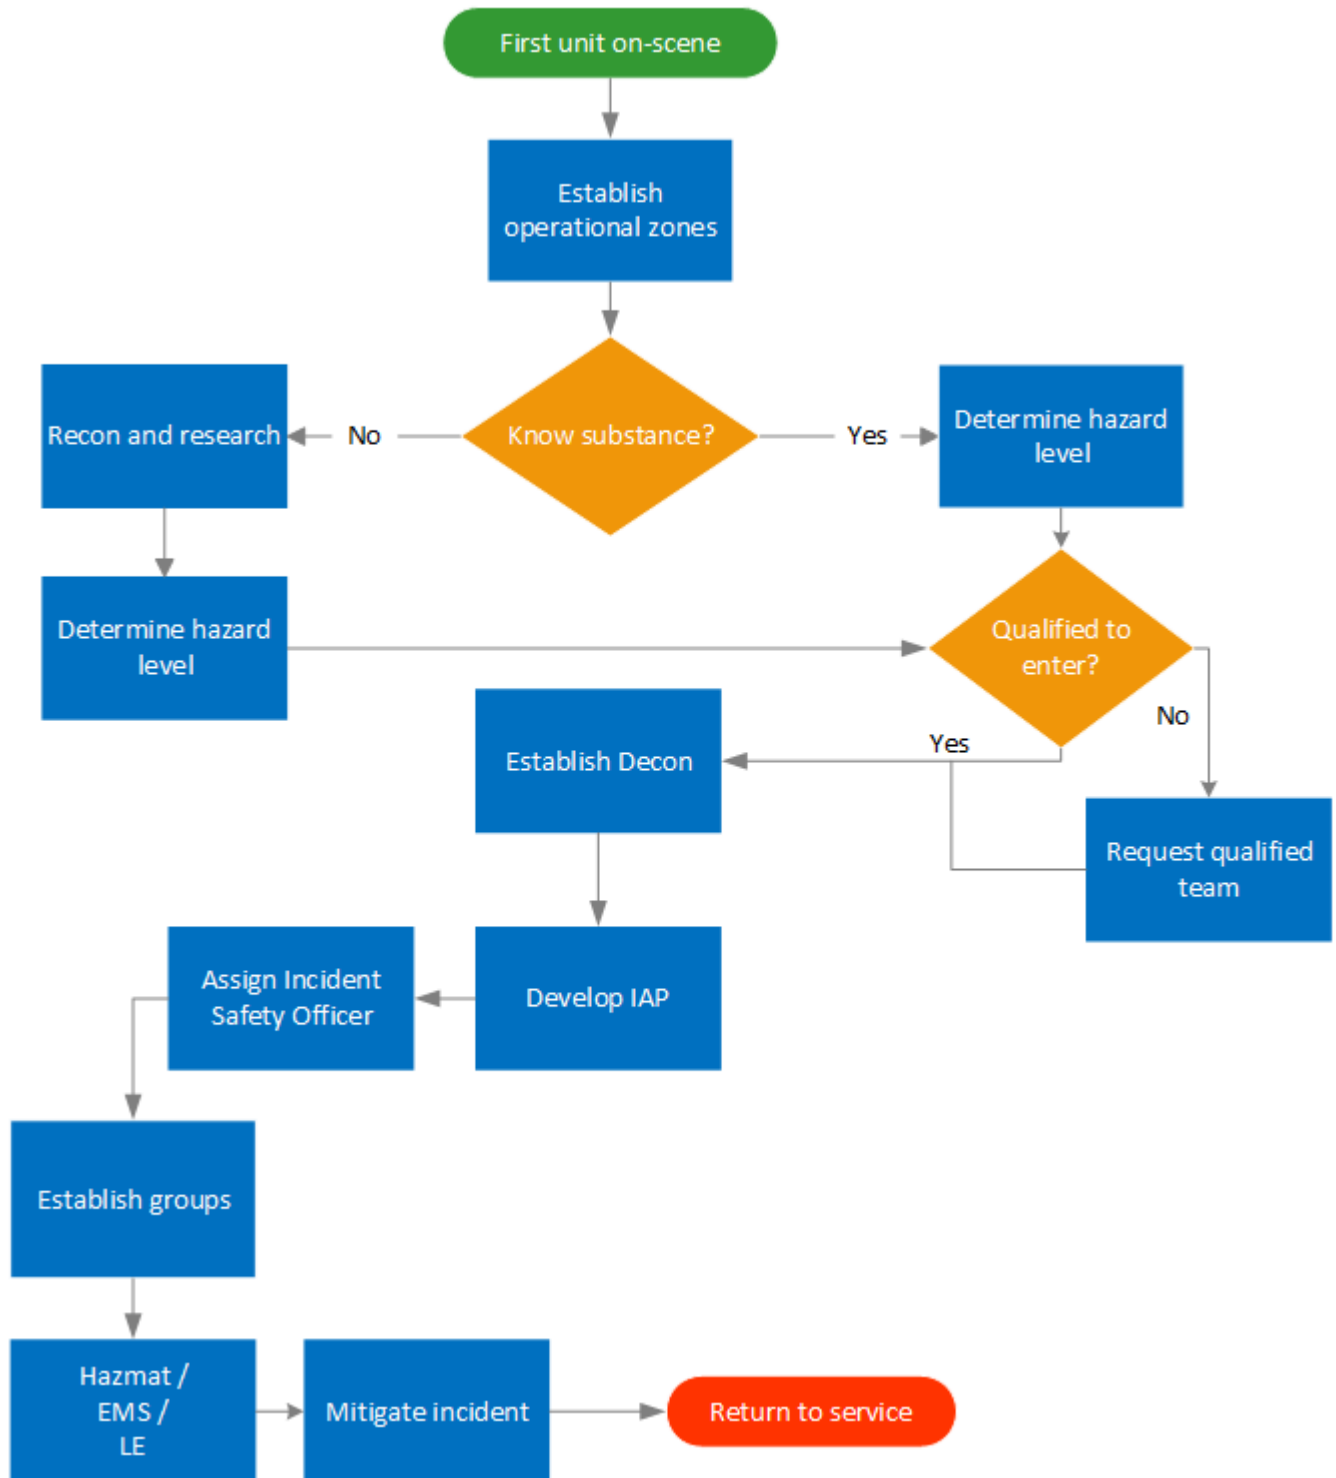 First unit on-scene
Establish
operational zones
Know substance?
No
Yes
Recon and research
Determine hazard
level
Determine hazard
level
Qualified to
enter?
No
Yes
Establish Decon
Request qualified
team
Develop IAP
Assign Incident
Safety Officer
Establish groups
Hazmat /
EMS /
LE
Mitigate incident
Return to service